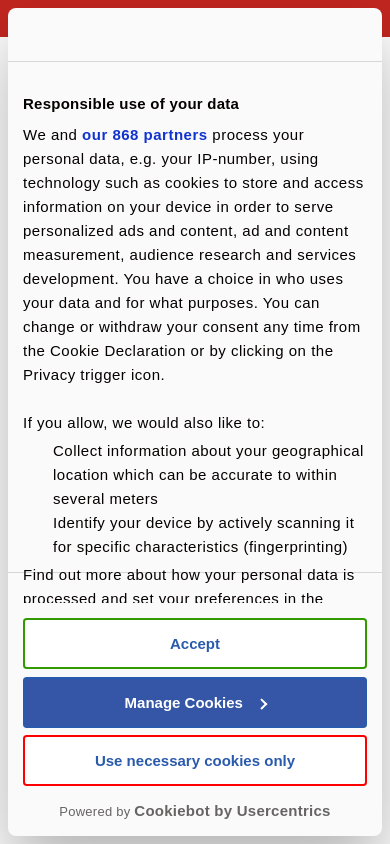 Responsible use of your data
We and our 868 partners process your
personal data, e.g. your IP-number, using
technology such as cookies to store and access
information on your device in order to serve
personalized ads and content, ad and content
measurement, audience research and services
development. You have a choice in who uses
your data and for what purposes. You can
change or withdraw your consent any time from
the Cookie Declaration or by clicking on the
Privacy trigger icon.
If you allow, we would also like to:
Collect information about your geographical
location which can be accurate to within
several meters
Identify your device by actively scanning it
for specific characteristics (fingerprinting)
Find out more about how your personal data is
processed and set your preferences in the
Accept
Manage Cookies
Use necessary cookies only
Powered by Cookiebot by Usercentrics